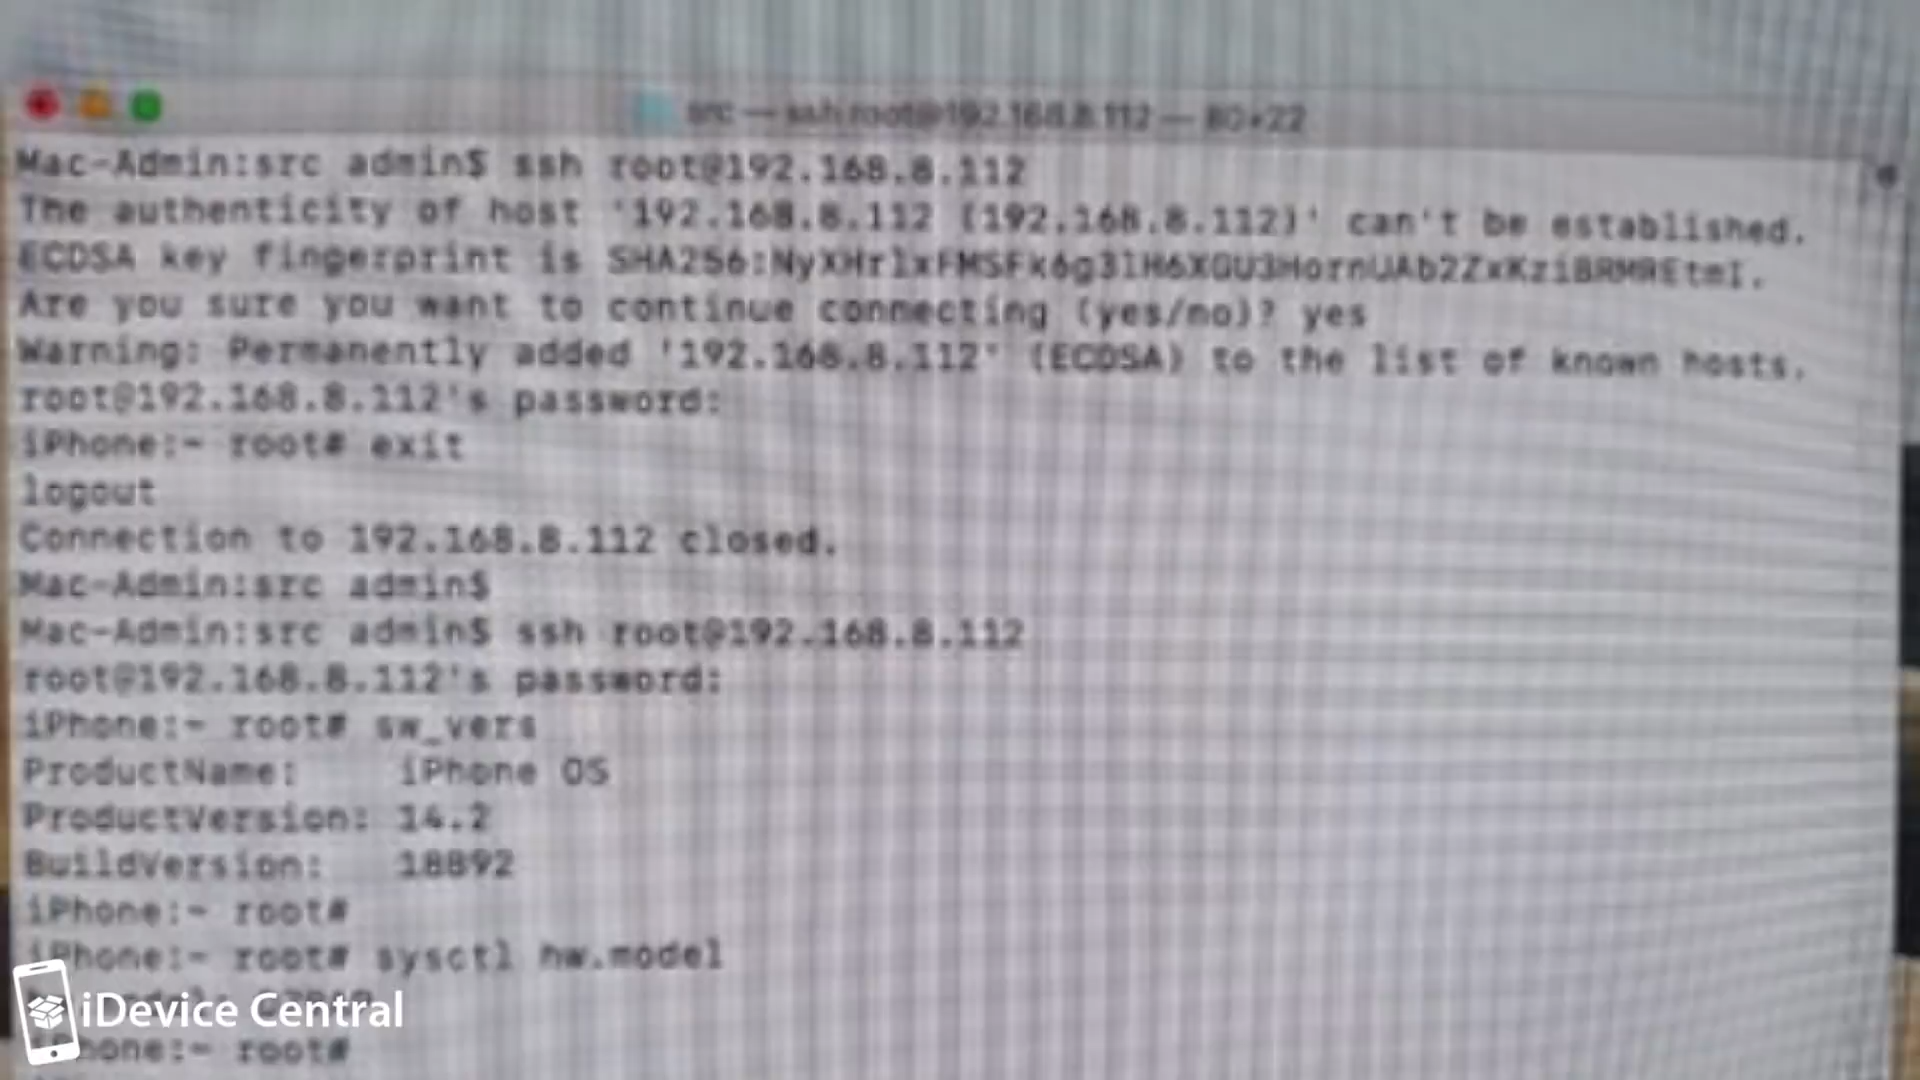 src — ssh root@192.168.8.112 — 80×22
Mac-Admin:src admin$ ssh root@192.168.8.112
The authenticity of host '192.168.8.112 (192.168.8.112)' can't be established.
ECDSA key fingerprint is
Are you sure you want to continue connecting (yes/no)? yes
Warning: Permanently added '192.168.8.112' (ECDSA) to the list of known hosts.
root@192.168.8.112's password:
iPhone:~ root# exit
logout
Connection to 192.168.8.112 closed.
Mac-Admin:src admin$
Mac-Admin:src admin$ ssh root@192.168.8.112
root@192.168.8.112's password:
iPhone:~ root# sw_vers
ProductName: iPhone OS
ProductVersion: 14.2
BuildVersion: 18B92
iPhone:~ root#
iPhone:~ root# sysctl hw.model
iDevice Central
iPhone:~ root#